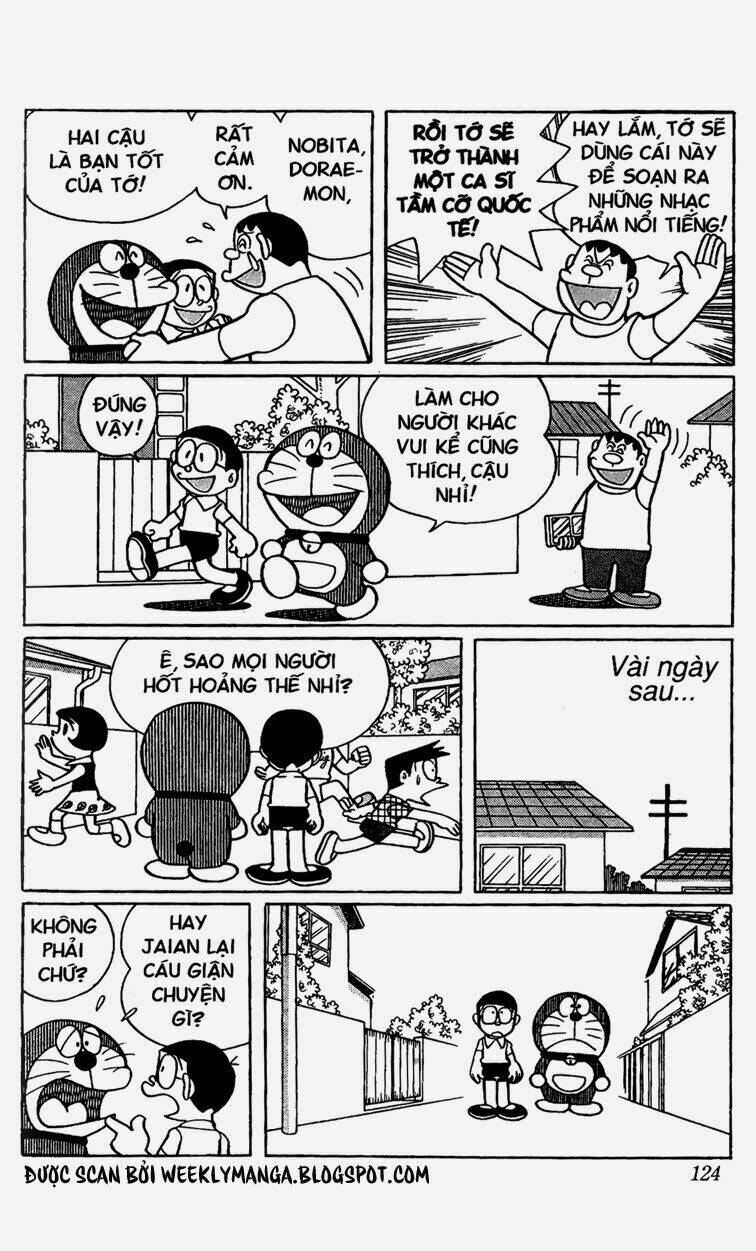 HAY LẮM, TỚ SẼ
DÙNG CÁI NÀY
ĐỂ SOẠN RA
NHỮNG NHẠC
PHẨM NỔI TIẾNG!
RỒI TỚ SẼ
TRỞ THÀNH
MỘT CA SĨ
TẦM CỠ QUỐC
TẾ!
NOBITA,
DORAE-
MON,
RẤT
CẢM
ƠN.
HAI CẬU
LÀ BẠN TỐT
CỦA TỚ!
LÀM CHO
NGƯỜI KHÁC
VUI KỂ CŨNG
THÍCH, CẬU
NHỈ!
ĐÚNG
VẬY!
Vài ngày
sau...
Ê, SAO MỌI NGƯỜI
HỐT HOẢNG THẾ NHỈ?
HAY
JAIAN LẠI
CÁU GIẬN
CHUYỆN
GÌ?
KHÔNG
PHẢI
CHỨ?
ĐƯỢC SCAN BỞI WEEKLYMANGA.BLOGSPOT.COM
124